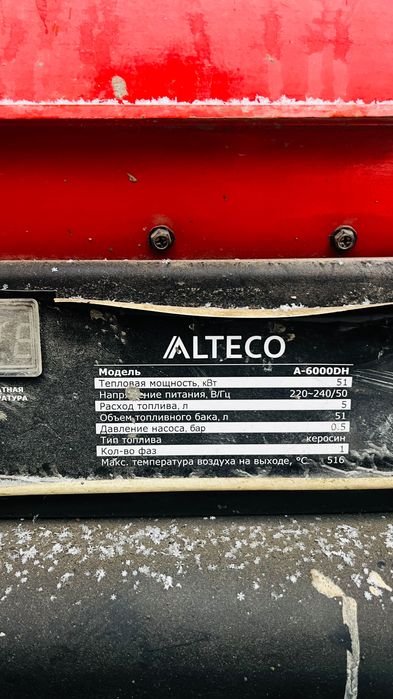 ALTECO
Модель A-6000DH
Тепловая мощность, кВт 51
Напряжение питания, В/Гц 220~240/50
Расход топлива, л 5
Объем топливного бака, л 51
Давление насоса, бар 0.5
Тип топлива керосин
Кол-во фаз 1
Макс. температура воздуха на выходе, °C 516